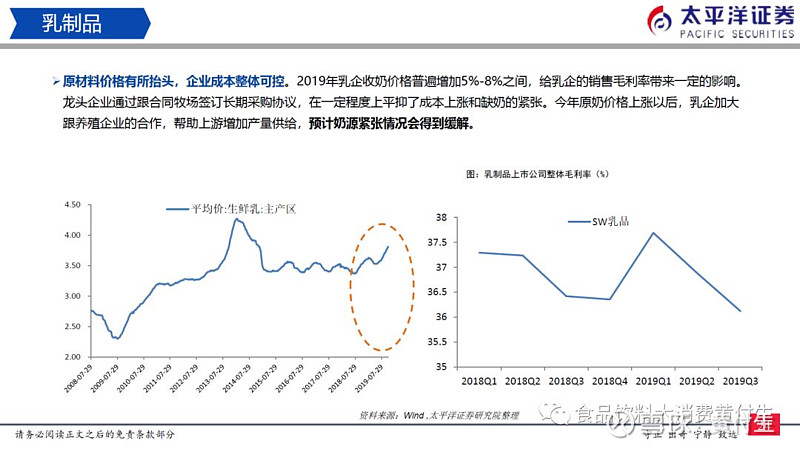 乳制品
太平洋证券
PACIFIC SECURITIES
原材料价格有所抬头，企业成本整体可控。2019年乳企收奶价格普遍增加5%-8%之间，给乳企的销售毛利率带来一定的影响。
龙头企业通过跟合同牧场签订长期采购协议，在一定程度上平抑了成本上涨和缺奶的紧张。今年原奶价格上涨以后，乳企加大
跟养殖企业的合作，帮助上游增加产量供给，预计奶源紧张情况会得到缓解。
图：乳制品上市公司整体毛利率（%）
平均价:生鲜乳:主产区
4.50
4.00
3.50
3.00
2.50
2.00
2008-07-29
2009-07-29
2010-07-29
2011-07-29
2012-07-29
2013-07-29
2014-07-29
2015-07-29
2016-07-29
2017-07-29
2018-07-29
2019-07-29
SW乳品
38
37.5
37
36.5
36
35.5
35
2018Q1 2018Q2 2018Q3 2018Q4 2019Q1 2019Q2 2019Q3
资料来源：Wind ,太平洋证券研究院整理
食品饮料大消费黄付生
请务必阅读正文之后的免责条款部分
守正 出奇 宁静 致远